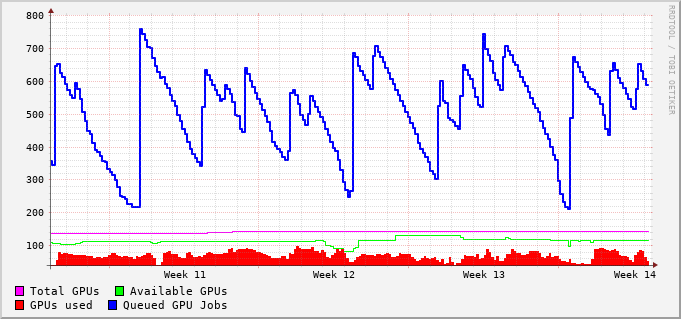 800
RRDTOOL / TOBI OETIKER
700
600
500
400
300
200
100
Week 11 Week 12 Week 13 Week 14
Total GPUs Available GPUs
GPUs used Queued GPU Jobs